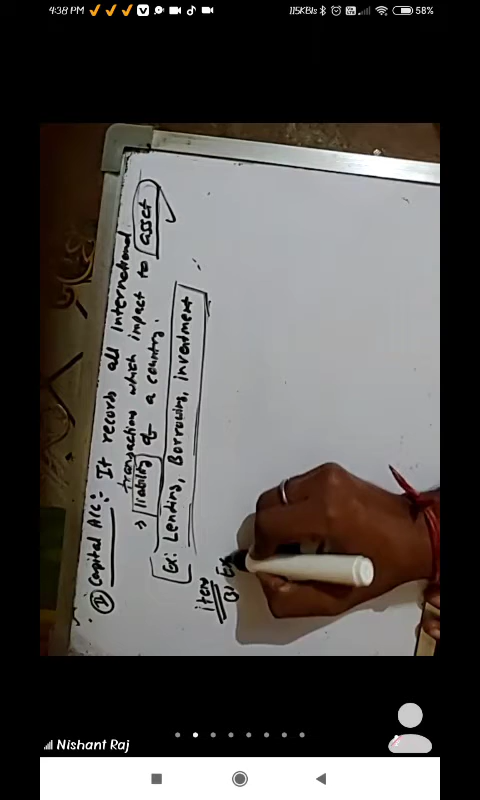 4:38 PM
115KB/s
58%
② Capital A/c:- It records all International
transactions which impact to asset
→ liability of a country.
Ex: Lending, Borrowing, investment
item
Nishant Raj